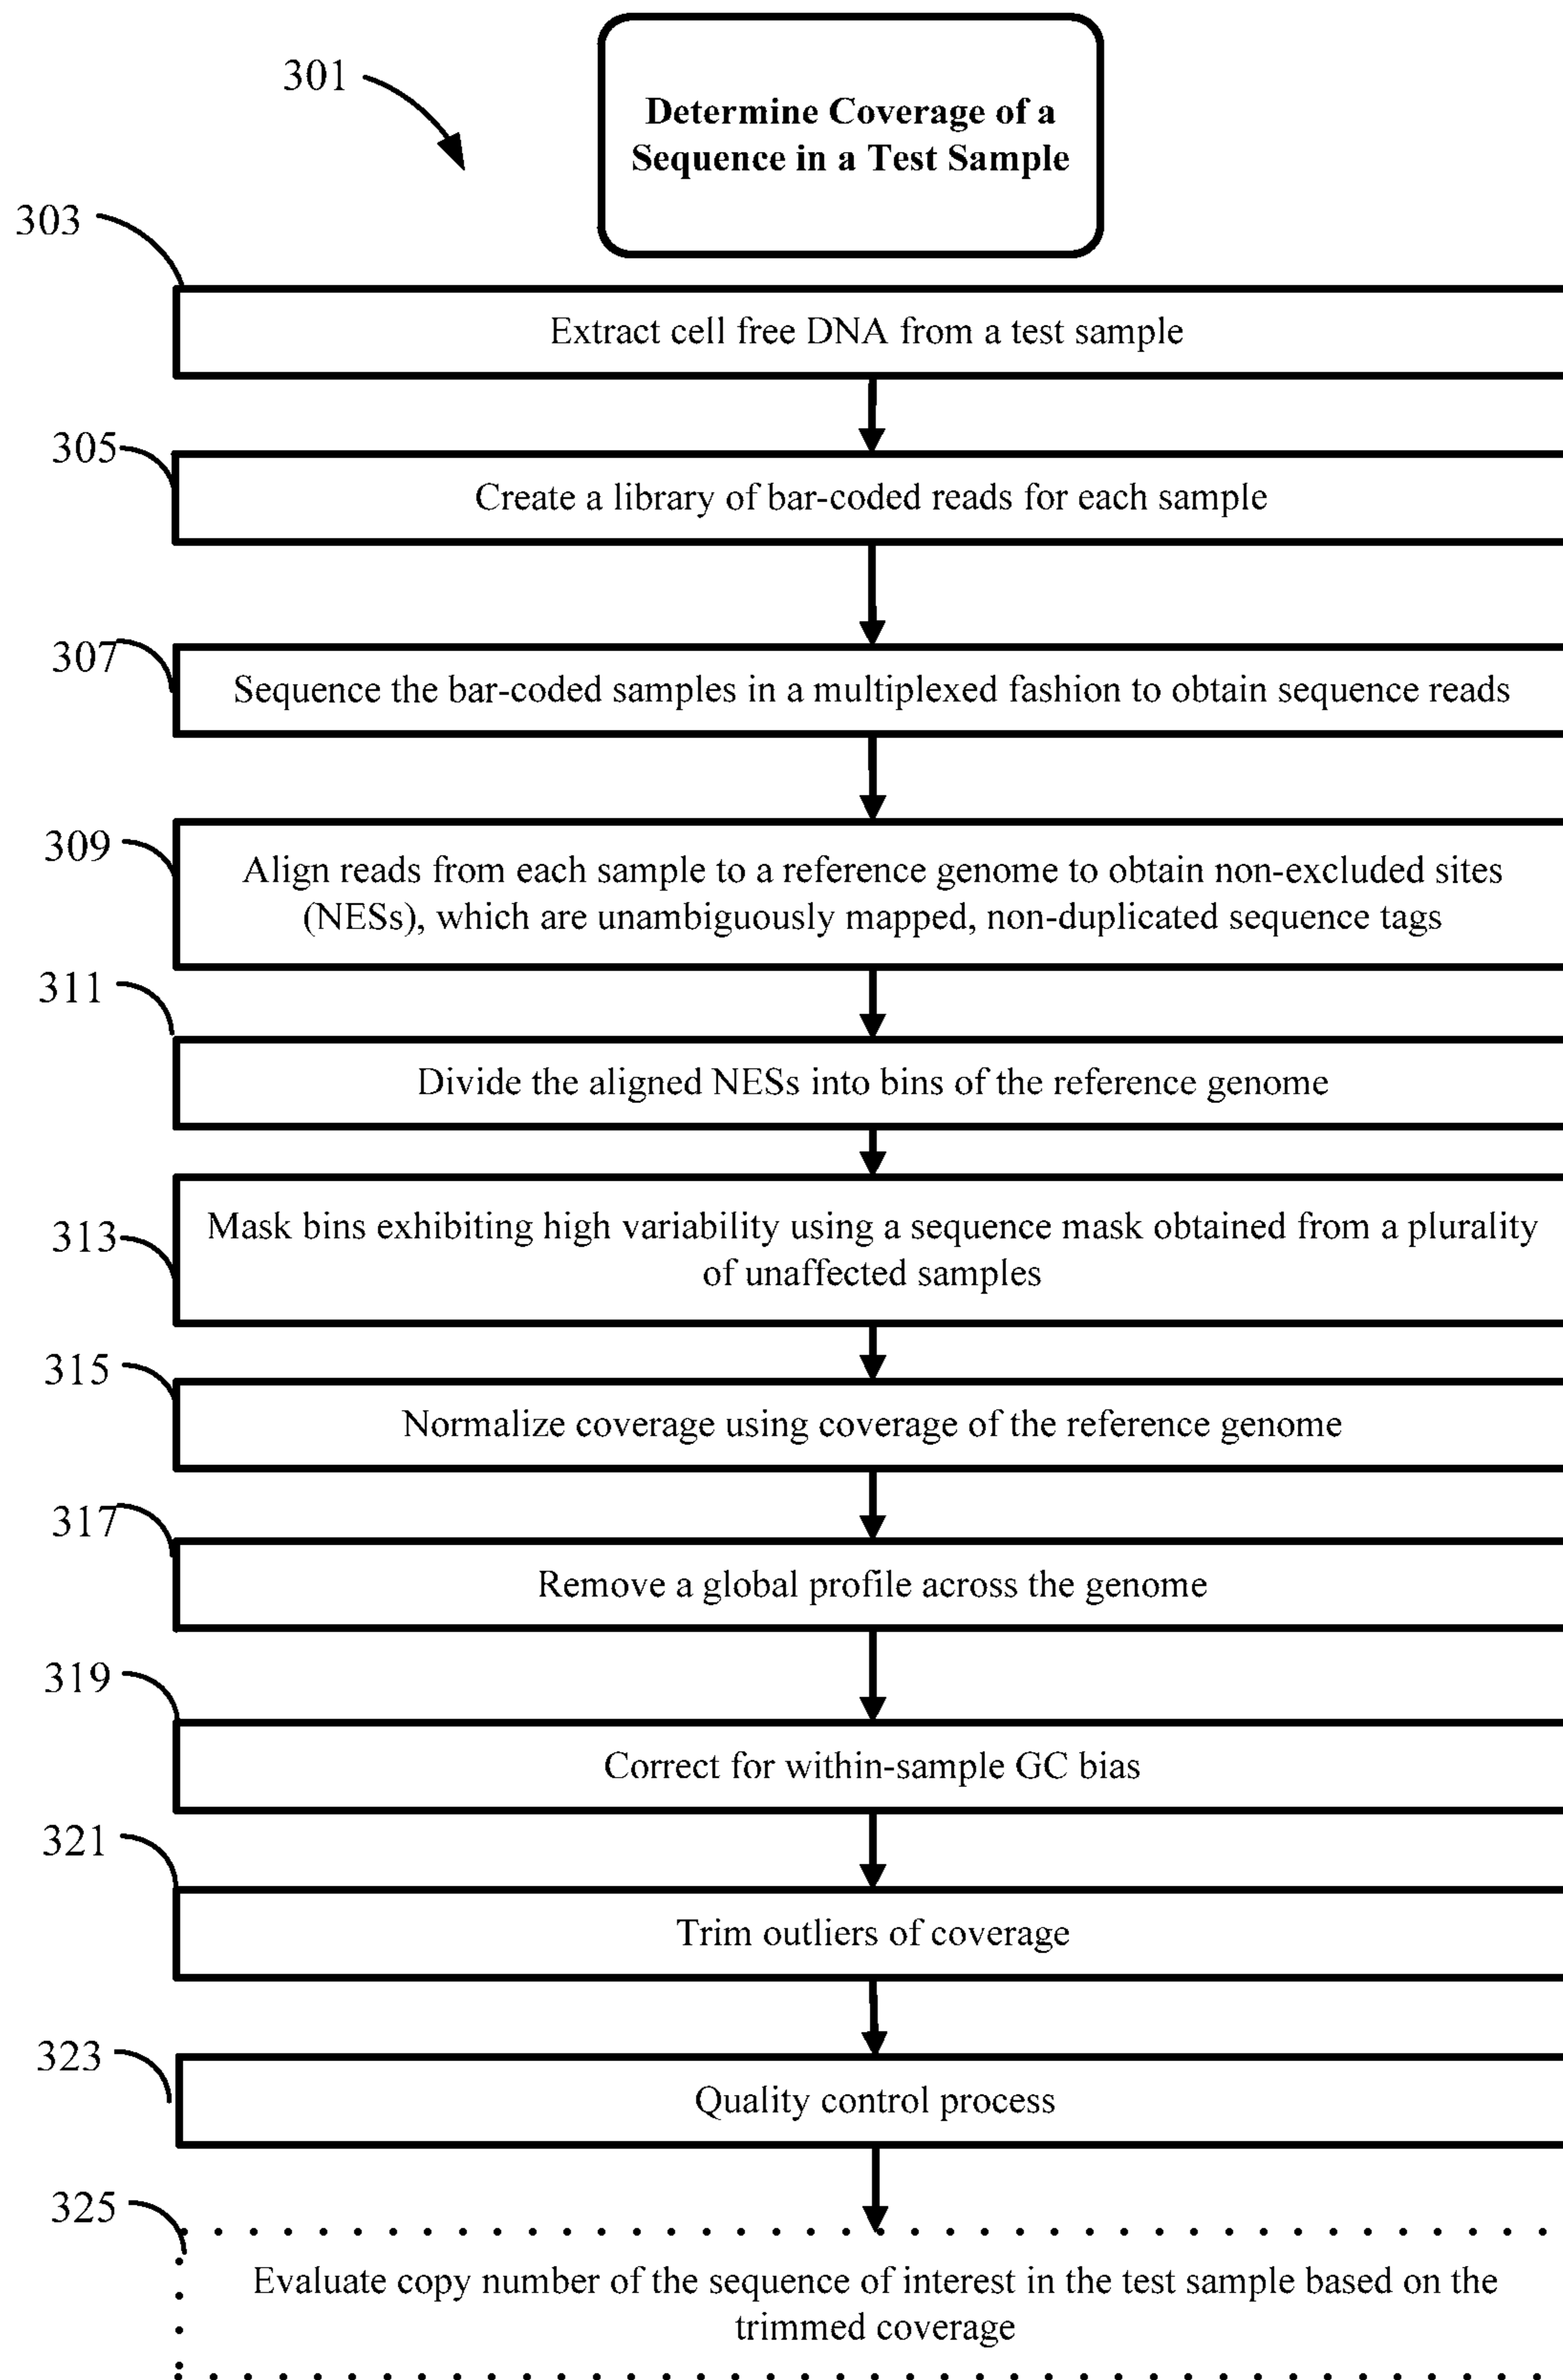 301
Determine Coverage of a
Sequence in a Test Sample
303
Extract cell free DNA from a test sample
305
Create a library of bar-coded reads for each sample
307
Sequence the bar-coded samples in a multiplexed fashion to obtain sequence reads
309
Align reads from each sample to a reference genome to obtain non-excluded sites
(NESs), which are unambiguously mapped, non-duplicated sequence tags
311
Divide the aligned NESs into bins of the reference genome
313
Mask bins exhibiting high variability using a sequence mask obtained from a plurality
of unaffected samples
315
Normalize coverage using coverage of the reference genome
317
Remove a global profile across the genome
319
Correct for within-sample GC bias
321
Trim outliers of coverage
323
Quality control process
325
Evaluate copy number of the sequence of interest in the test sample based on the
trimmed coverage